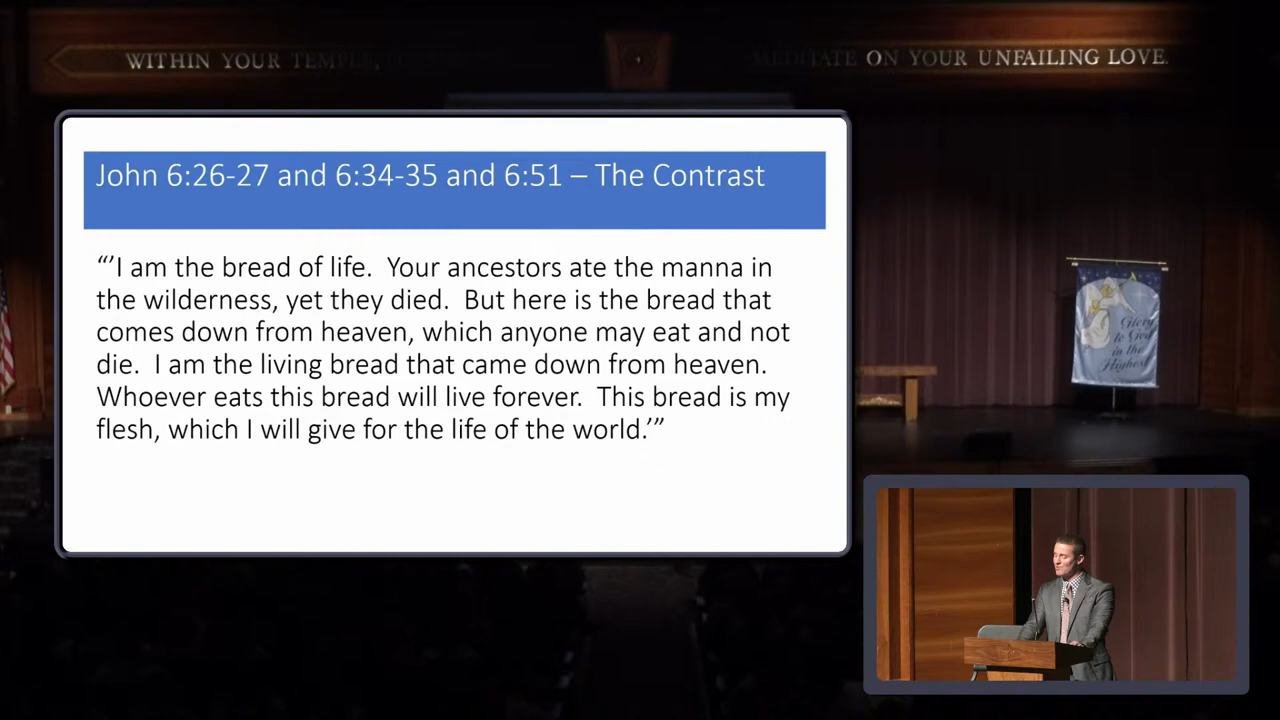 WITHIN YOUR TEMPLE,
MEDITATE ON YOUR UNFAILING LOVE.
John 6:26-27 and 6:34-35 and 6:51 – The Contrast
“‘I am the bread of life.  Your ancestors ate the manna in
the wilderness, yet they died.  But here is the bread that
comes down from heaven, which anyone may eat and not
die.  I am the living bread that came down from heaven.
Whoever eats this bread will live forever.  This bread is my
flesh, which I will give for the life of the world.’”
Glory
to God
in the
Highest